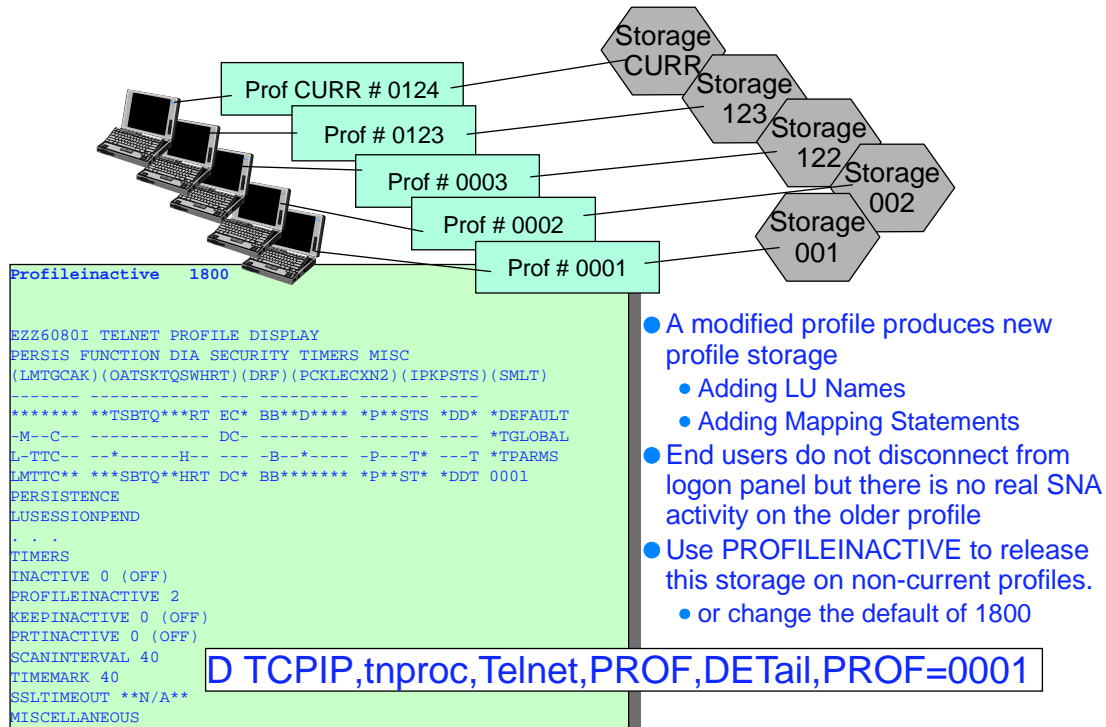 Storage
CURR
Storage
123
Storage
122
Storage
002
Storage
001
Prof CURR # 0124
Prof # 0123
Prof # 0003
Prof # 0002
Prof # 0001
Profileinactive   1800
EZZ6080I TELNET PROFILE DISPLAY
PERSIS FUNCTION DIA SECURITY TIMERS MISC
(LMTGCAK)(OATSKTQSWHRT)(DRF)(PCKLECXN2)(IPKPSTS)(SMLT)
------- ------------ --- --------- ------- ----
******* **TSBTQ***RT EC* BB**D**** *P**STS *DD* *DEFAULT
-M--C-- ------------ DC- --------- ------- ---- *TGLOBAL
L-TTC-- --*------H-- --- -B--*---- -P---T* ---T *TPARMS
LMTTC** ***SBTQ**HRT DC* BB******* *P**ST* *DDT 0001
PERSISTENCE
LUSESSIONPEND
. . .
TIMERS
INACTIVE 0 (OFF)
PROFILEINACTIVE 2
KEEPINACTIVE 0 (OFF)
PRTINACTIVE 0 (OFF)
SCANINTERVAL 40
TIMEMARK 40
SSLTIMEOUT **N/A**
MISCELLANEOUS
A modified profile produces new
profile storage
Adding LU Names
Adding Mapping Statements
End users do not disconnect from
logon panel but there is no real SNA
activity on the older profile
Use PROFILEINACTIVE to release
this storage on non-current profiles.
or change the default of 1800
D TCPIP,tnproc,Telnet,PROF,DETail,PROF=0001